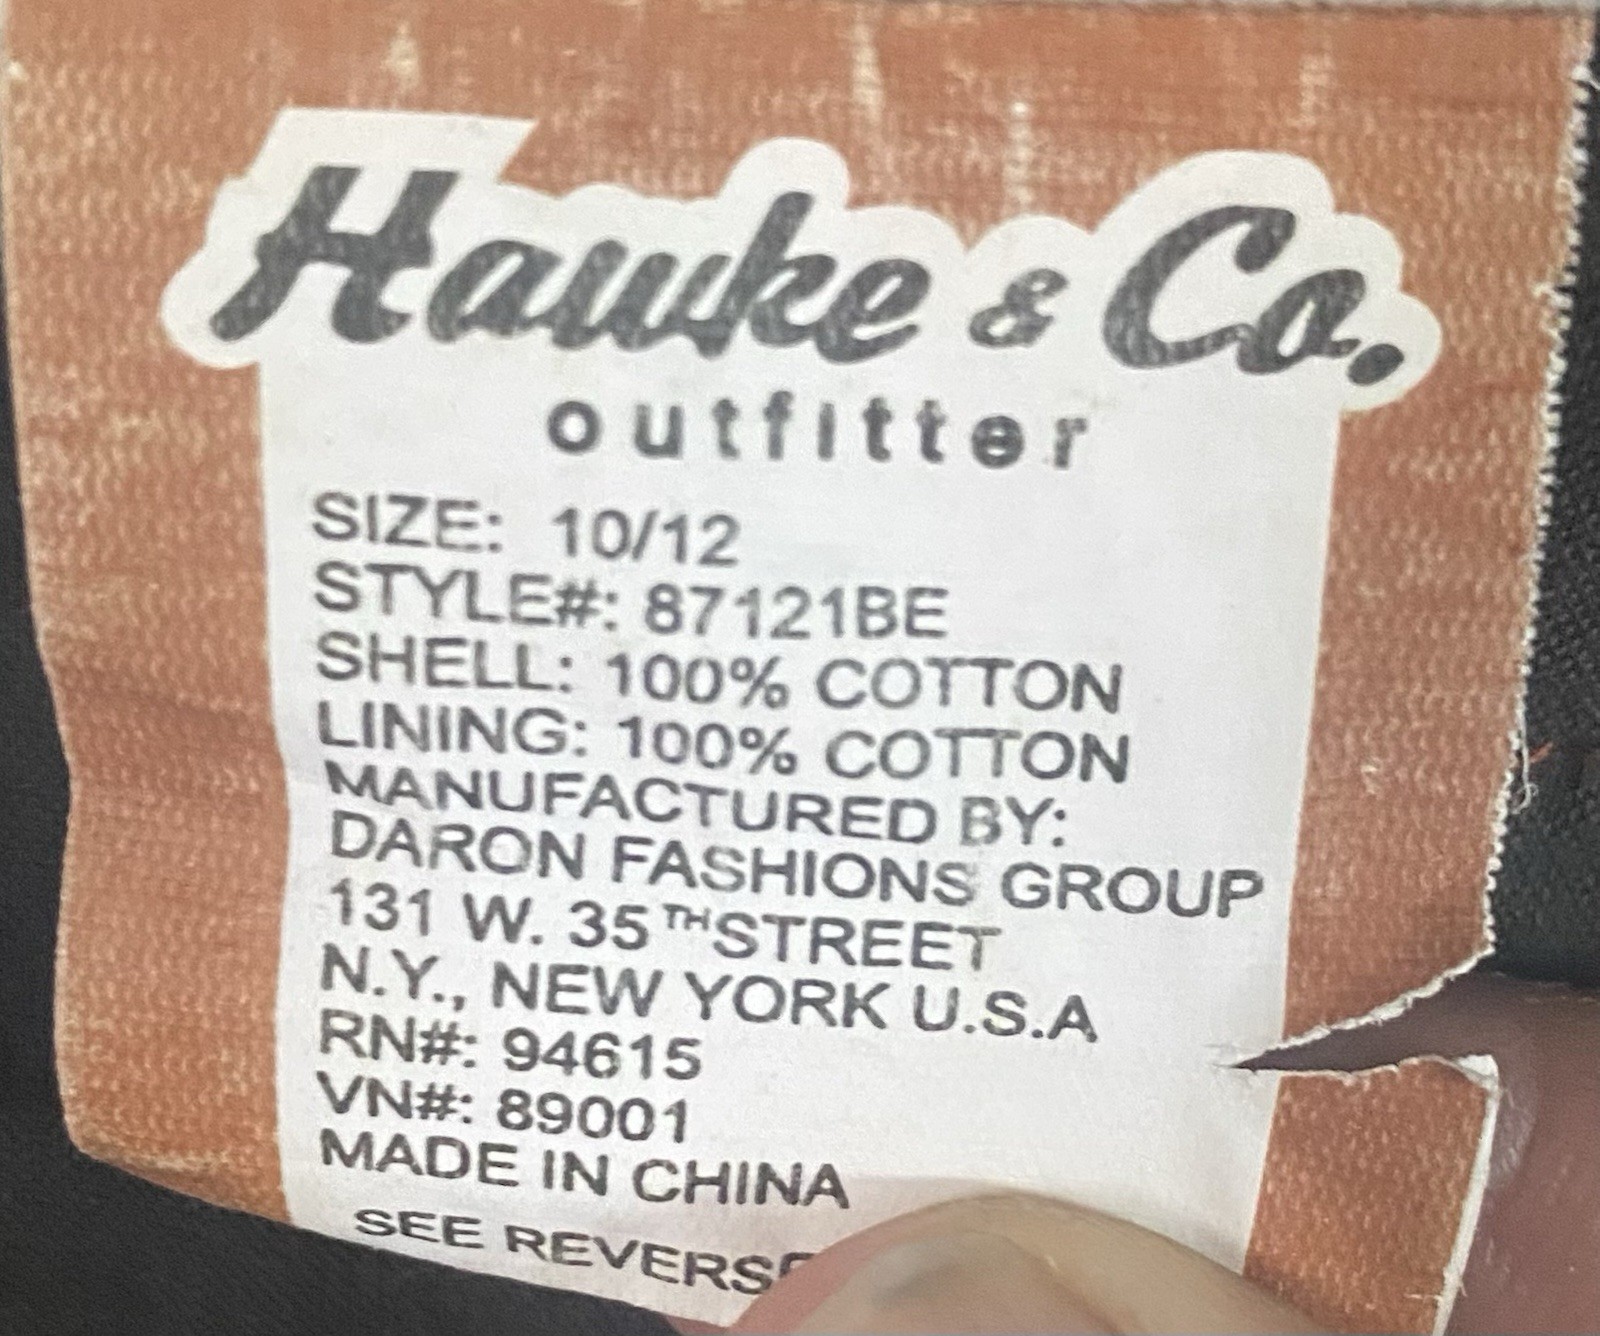 Hawke & Co.
outfitter
SIZE: 10/12
STYLE#: 87121BE
SHELL: 100% COTTON
LINING: 100% COTTON
MANUFACTURED BY:
DARON FASHIONS GROUP
131 W. 35TH STREET
N.Y., NEW YORK U.S.A
RN#: 94615
VN#: 89001
MADE IN CHINA
SEE